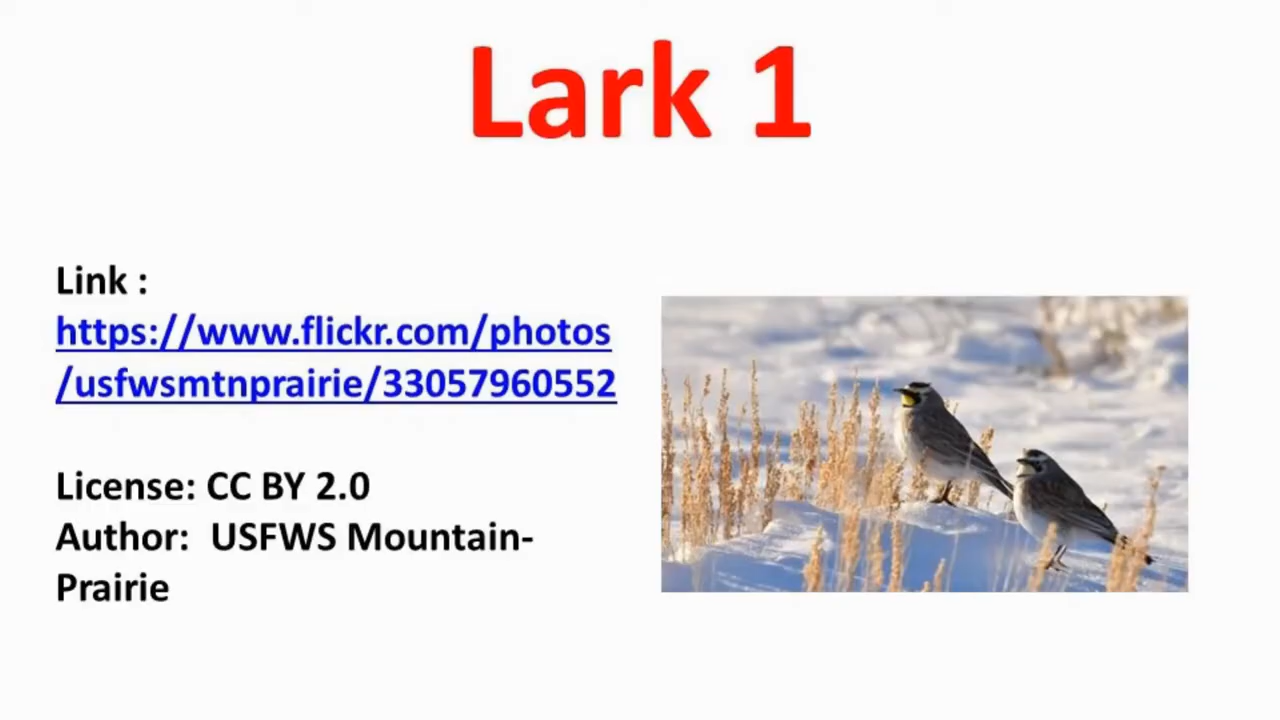 Lark 1
Link :
https://www.flickr.com/photos
/usfwsmtnprairie/33057960552
License: CC BY 2.0
Author:  USFWS Mountain-
Prairie